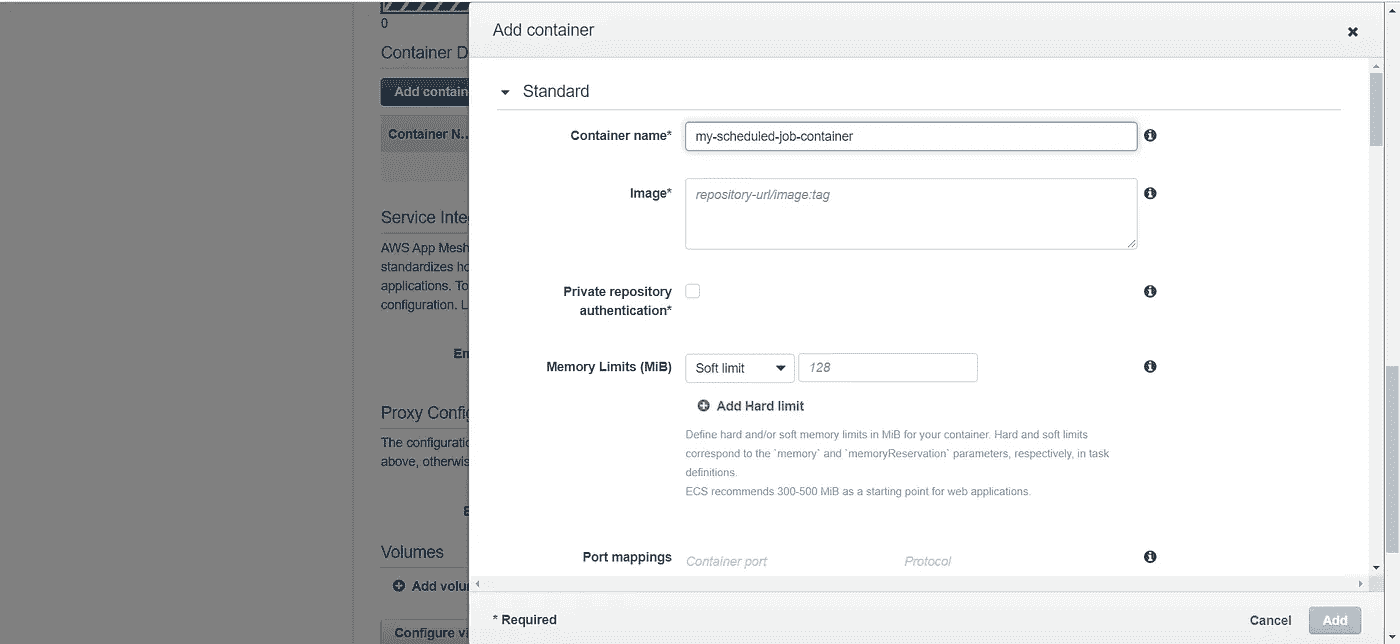 0
Container D
Add contain
Container N...
Service Inte
AWS App Mesh
standardizes ho
applications. To
configuration. L
En
Proxy Config
The configuratio
above, otherwis
E
Volumes
Add volu
Configure vi
Add container
Standard
Container name*
my-scheduled-job-container
Image*
repository-url/image:tag
Private repository
authentication*
Memory Limits (MiB)
Soft limit
128
Add Hard limit
Define hard and/or soft memory limits in MiB for your container. Hard and soft limits
correspond to the `memory` and `memoryReservation` parameters, respectively, in task
definitions.
ECS recommends 300-500 MiB as a starting point for web applications.
Port mappings
Container port
Protocol
* Required
Cancel
Add